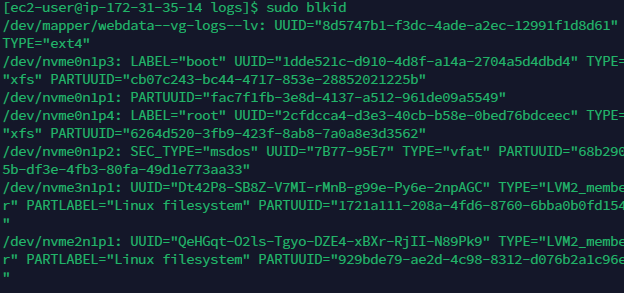 [ec2-user@ip-172-31-35-14 logs]$ sudo blkid
/dev/mapper/webdata--vg-logs--lv: UUID="8d5747b1-f3dc-4ade-a2ec-12991f1d8d61"
TYPE="ext4"
/dev/nvme0n1p3: LABEL="boot" UUID="1dde521c-d910-4d8f-a14a-2704a5d4dbd4" TYPE=
"xfs" PARTUUID="cb07c243-bc44-4717-853e-28852021225b"
/dev/nvme0n1p1: PARTUUID="fac7f1fb-3e8d-4137-a512-961de09a5549"
/dev/nvme0n1p4: LABEL="root" UUID="2cfdcca4-d3e3-40cb-b58e-0bed76bdceec" TYPE=
"xfs" PARTUUID="6264d520-3fb9-423f-8ab8-7a0a8e3d3562"
/dev/nvme0n1p2: SEC_TYPE="msdos" UUID="7B77-95E7" TYPE="vfat" PARTUUID="68b290
5b-df3e-4fb3-80fa-49d1e773aa33"
/dev/nvme3n1p1: UUID="Dt42P8-SB8Z-V7MI-rMnB-g99e-Py6e-2npAGC" TYPE="LVM2_membe
r" PARTLABEL="Linux filesystem" PARTUUID="1721a111-208a-4fd6-8760-6bba0b0fd154
"
/dev/nvme2n1p1: UUID="QeHGqt-O2ls-Tgyo-DZE4-xBXr-RjII-N89Pk9" TYPE="LVM2_membe
r" PARTLABEL="Linux filesystem" PARTUUID="929bde79-ae2d-4c98-8312-d076b2a1c96e
"